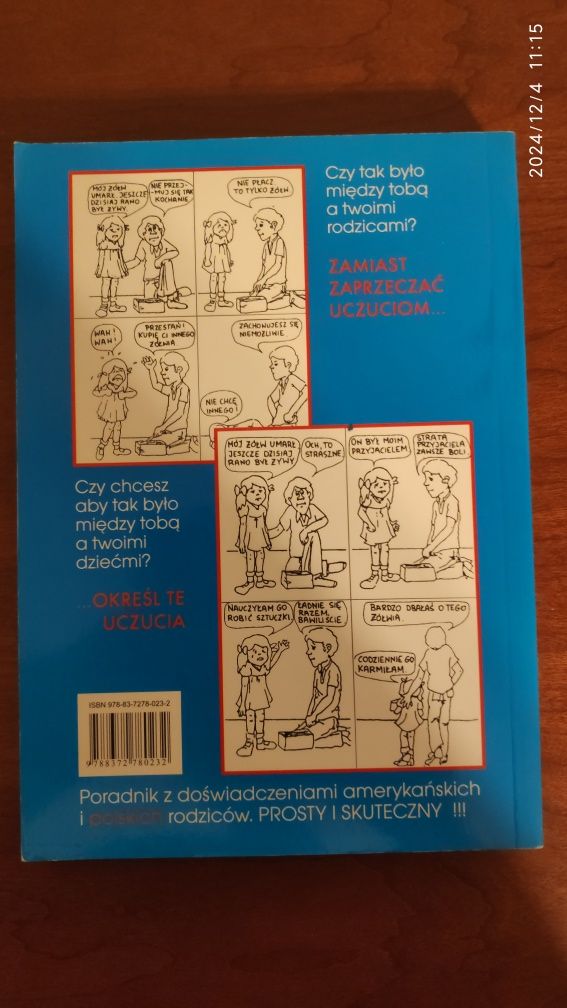 2024/12/4 11:15
Czy tak było
między tobą
a twoimi
rodzicami?
ZAMIAST
ZAPRZECZAĆ
UCZUCIOM...
MÓJ ŻÓŁW
UMARŁ JESZCZE
DZISIAJ RANO
BYŁ ŻYWY
NIE PRZEJ-
-MUJ SIĘ TAK
KOCHANIE
NIE PŁACZ
TO TYLKO ŻÓŁW
WAH!
WAH!
PRZESTAŃ!
KUPIĘ CI INNEGO
ŻÓŁWIA
ZACHOWUJESZ SIĘ
NIEMOŻLIWIE
NIE CHCĘ
INNEGO!
Czy chcesz
aby tak było
między tobą
a twoimi
dziećmi?
...OKREŚL TE
UCZUCIA
MÓJ ŻÓŁW UMARŁ
JESZCZE DZISIAJ
RANO BYŁ ŻYWY
OCH, TO
STRASZNE
ON BYŁ MOIM
PRZYJACIELEM
STRATA
PRZYJACIELA
ZAWSZE BOLI
NAUCZYŁAM GO
ROBIĆ SZTUCZKI
ŁADNIE SIĘ
RAZEM
BAWILIŚCIE
BARDZO DBAŁAŚ O TEGO
ŻÓŁWIA
CODZIENNIE GO
KARMIŁAM
ISBN 978-83-7278-023-2
9 788372 780232
Poradnik z doświadczeniami amerykańskich
i polskich rodziców. PROSTY I SKUTECZNY !!!